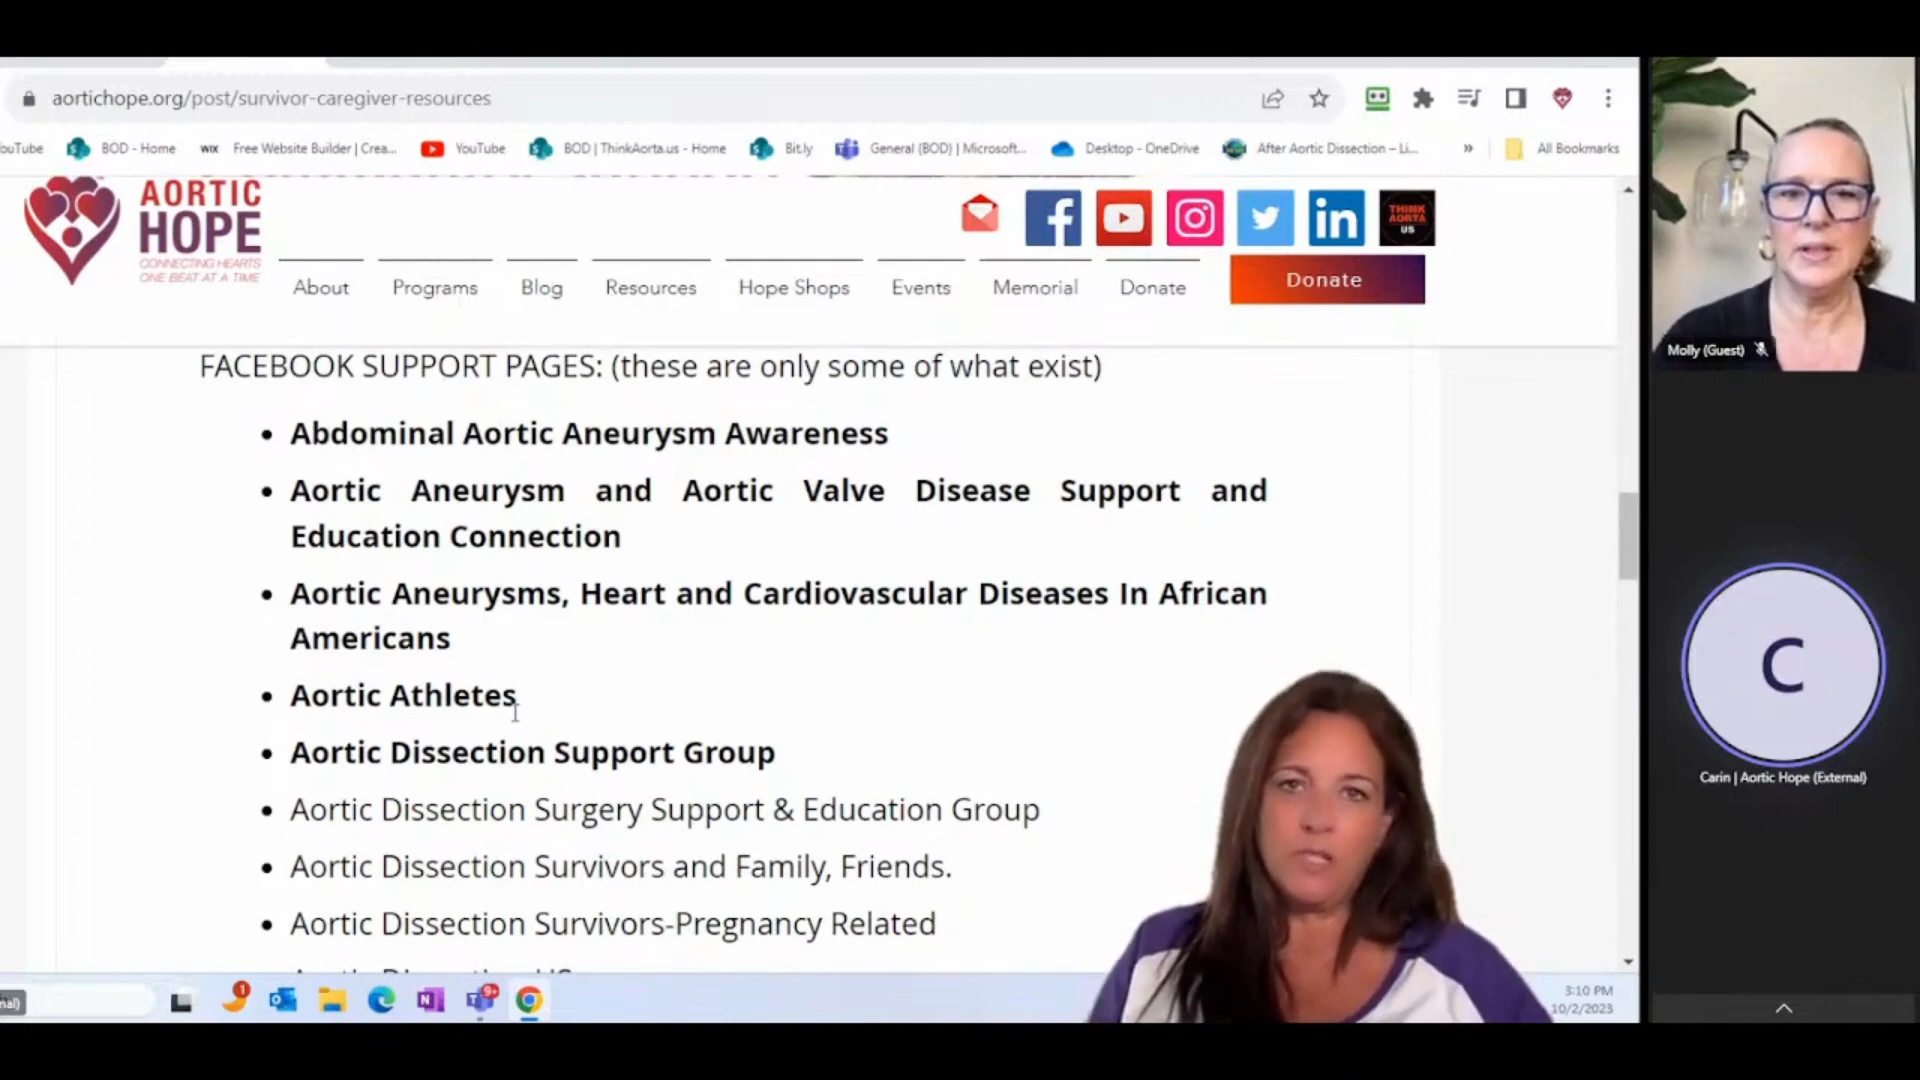 aortichope.org/post/survivor-caregiver-resources
ouTube BOD - Home WIX Free Website Builder | Crea... YouTube BOD | ThinkAorta.us - Home Bit.ly General (BOD) | Microsoft... Desktop - OneDrive After Aortic Dissection – Li... » All Bookmarks
AORTIC
HOPE
CONNECTING HEARTS
ONE BEAT AT A TIME
THINK
AORTA
US
About Programs Blog Resources Hope Shops Events Memorial Donate Donate
FACEBOOK SUPPORT PAGES: (these are only some of what exist)
• Abdominal Aortic Aneurysm Awareness
• Aortic Aneurysm and Aortic Valve Disease Support and
Education Connection
• Aortic Aneurysms, Heart and Cardiovascular Diseases In African
Americans
• Aortic Athletes
• Aortic Dissection Support Group
• Aortic Dissection Surgery Support & Education Group
• Aortic Dissection Survivors and Family, Friends.
• Aortic Dissection Survivors-Pregnancy Related
nal)
1
9+
3:10 PM
10/2/2023
Molly (Guest)
C
Carin | Aortic Hope (External)